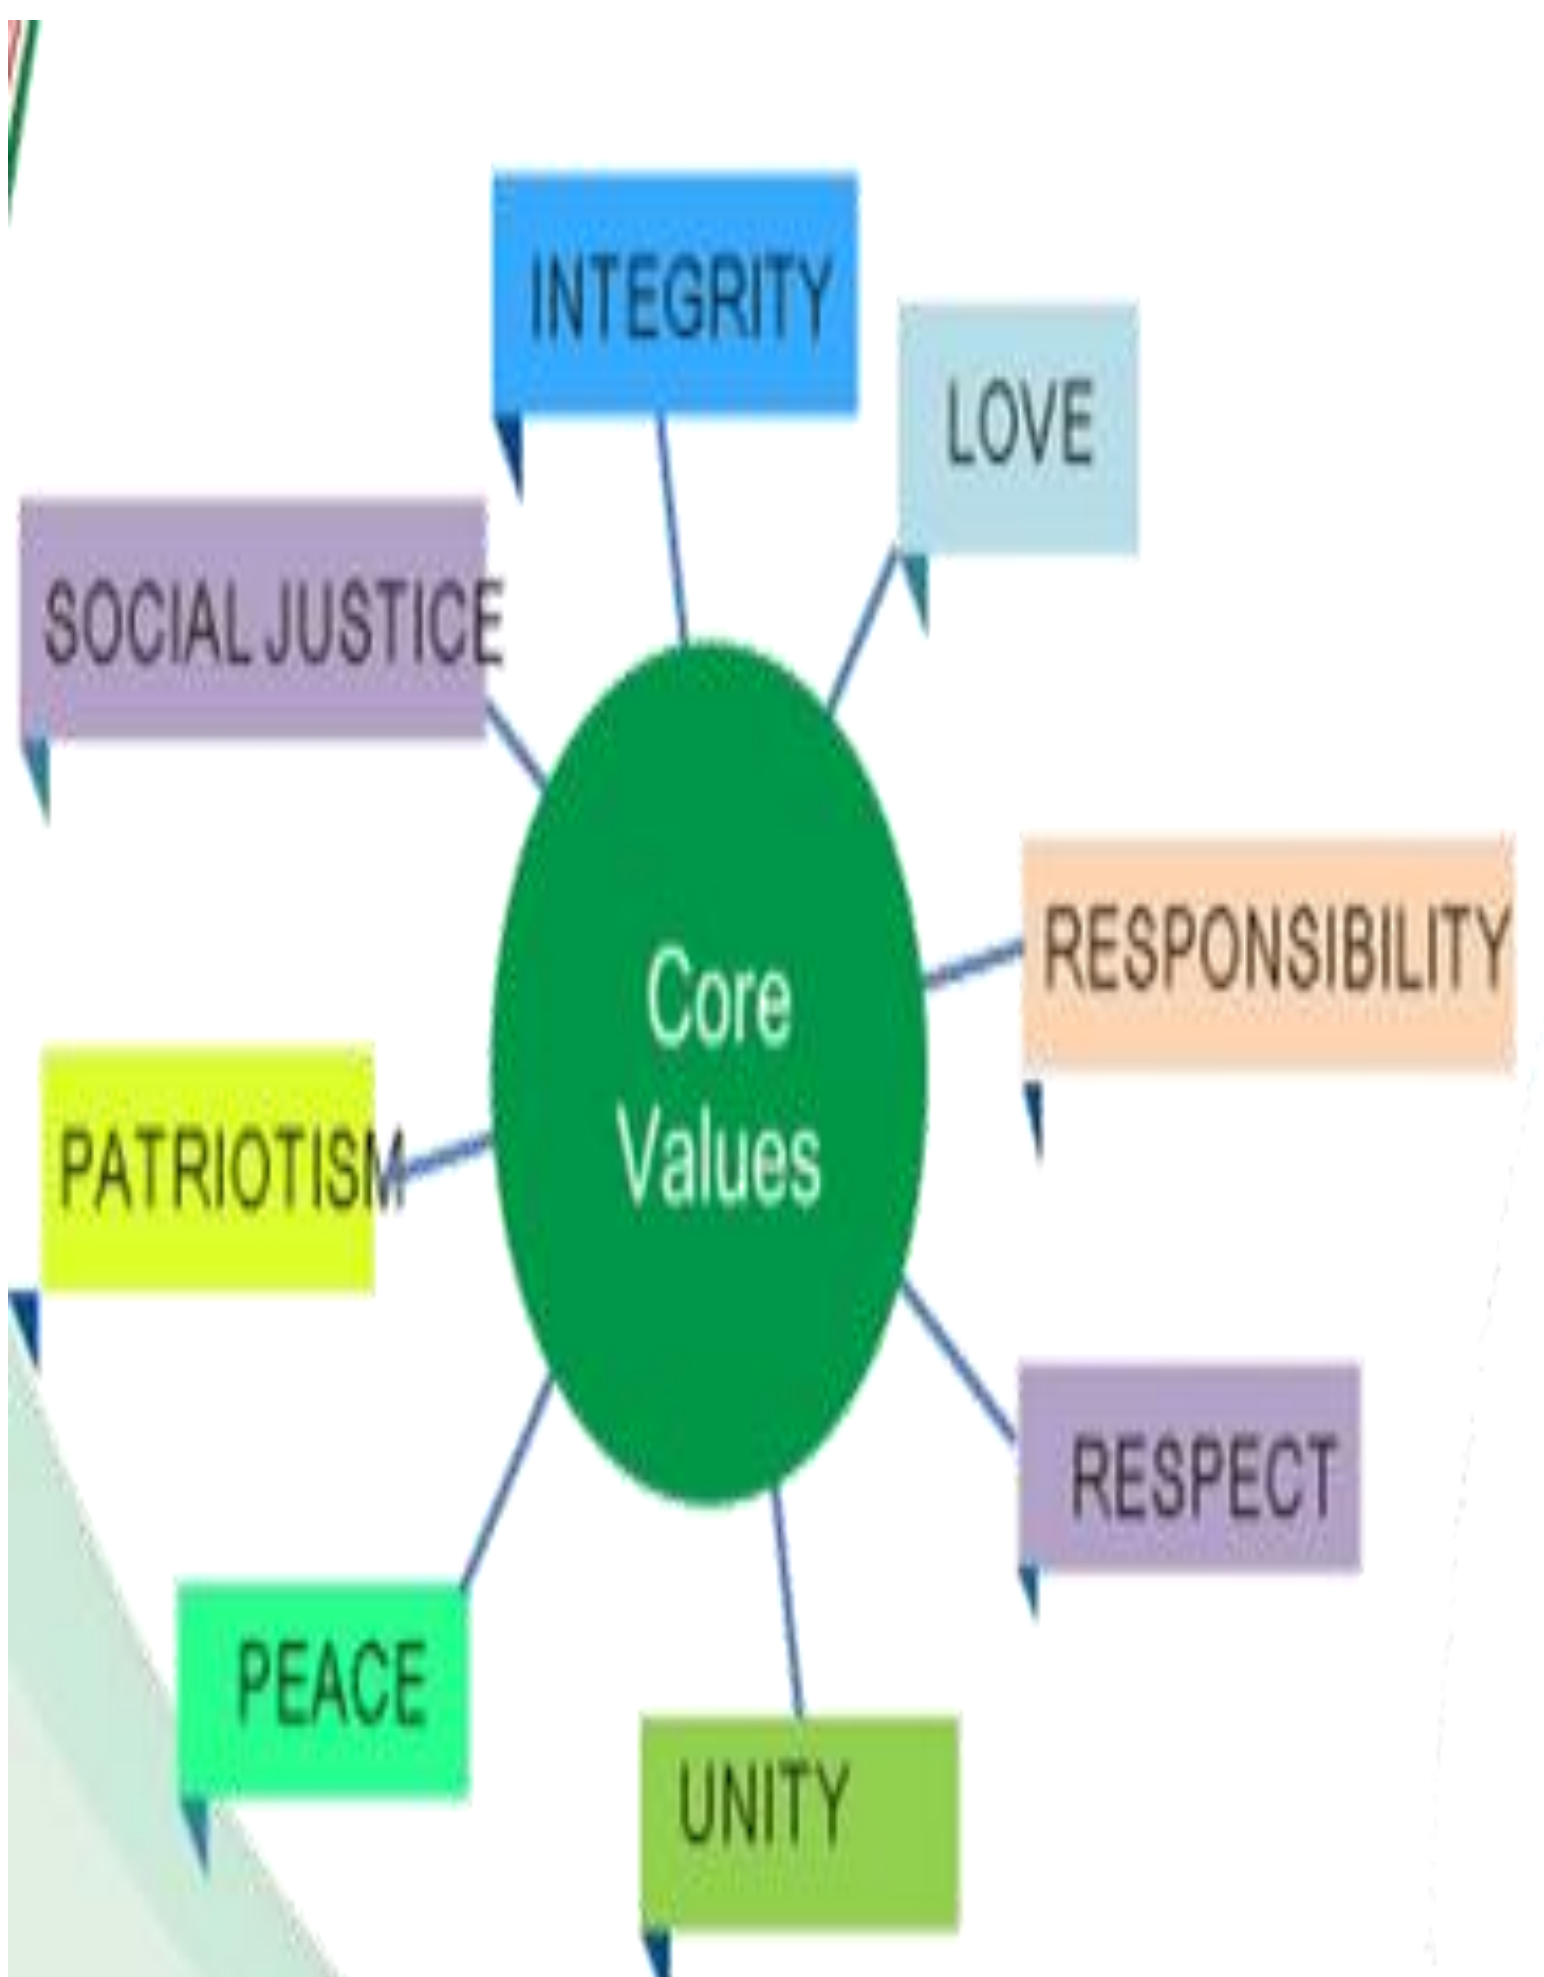 INTEGRITY
LOVE
SOCIAL JUSTICE
RESPONSIBILITY
Core
Values
PATRIOTISM
RESPECT
PEACE
UNITY